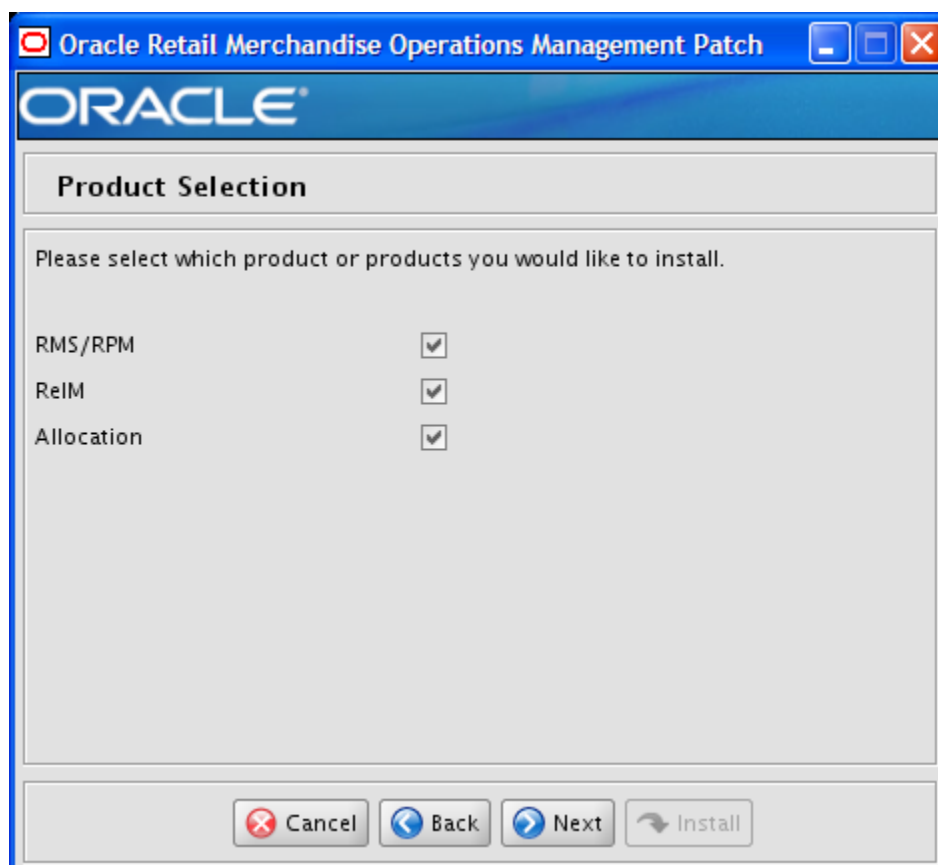 Oracle Retail Merchandise Operations Management Patch
ORACLE
Product Selection
Please select which product or products you would like to install.
RMS/RPM
ReIM
Allocation
Cancel
Back
Next
Install